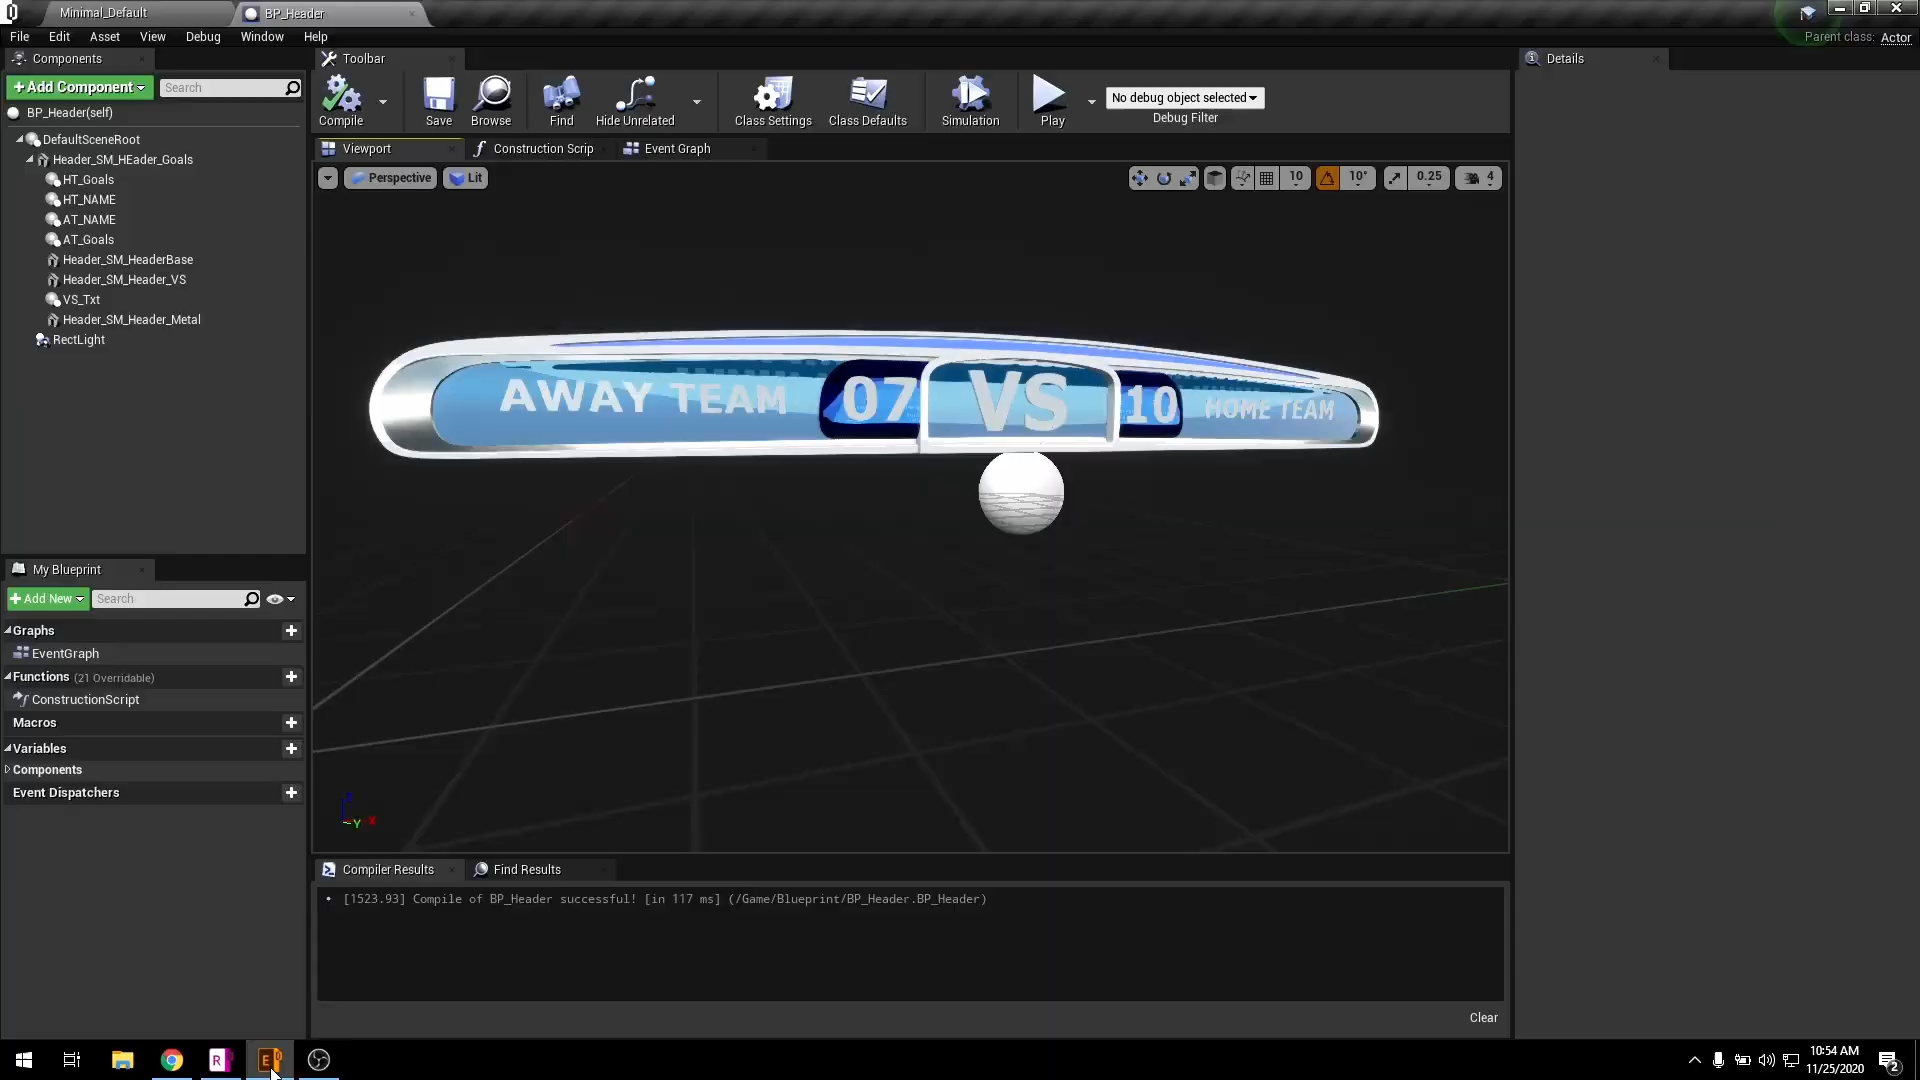 Minimal_Default
BP_Header
File Edit Asset View Debug Window Help
Parent class: Actor
Components
+Add Component
Search
BP_Header(self)
DefaultSceneRoot
Header_SM_HEader_Goals
HT_Goals
HT_NAME
AT_NAME
AT_Goals
Header_SM_HeaderBase
Header_SM_Header_VS
VS_Txt
Header_SM_Header_Metal
RectLight
My Blueprint
+Add New
Search
Graphs
EventGraph
Functions (21 Overridable)
ConstructionScript
Macros
Variables
Components
Event Dispatchers
Toolbar
Compile
Save
Browse
Find
Hide Unrelated
Class Settings
Class Defaults
Simulation
Play
No debug object selected
Debug Filter
Viewport
Construction Scrip
Event Graph
Perspective
Lit
10
10°
0.25
4
AWAY TEAM 07 VS 10 HOME TEAM
Z
Y X
Compiler Results
Find Results
[1523.93] Compile of BP_Header successful! [in 117 ms] (/Game/Blueprint/BP_Header.BP_Header)
Clear
Details
R
E
10:54 AM
11/25/2020
2